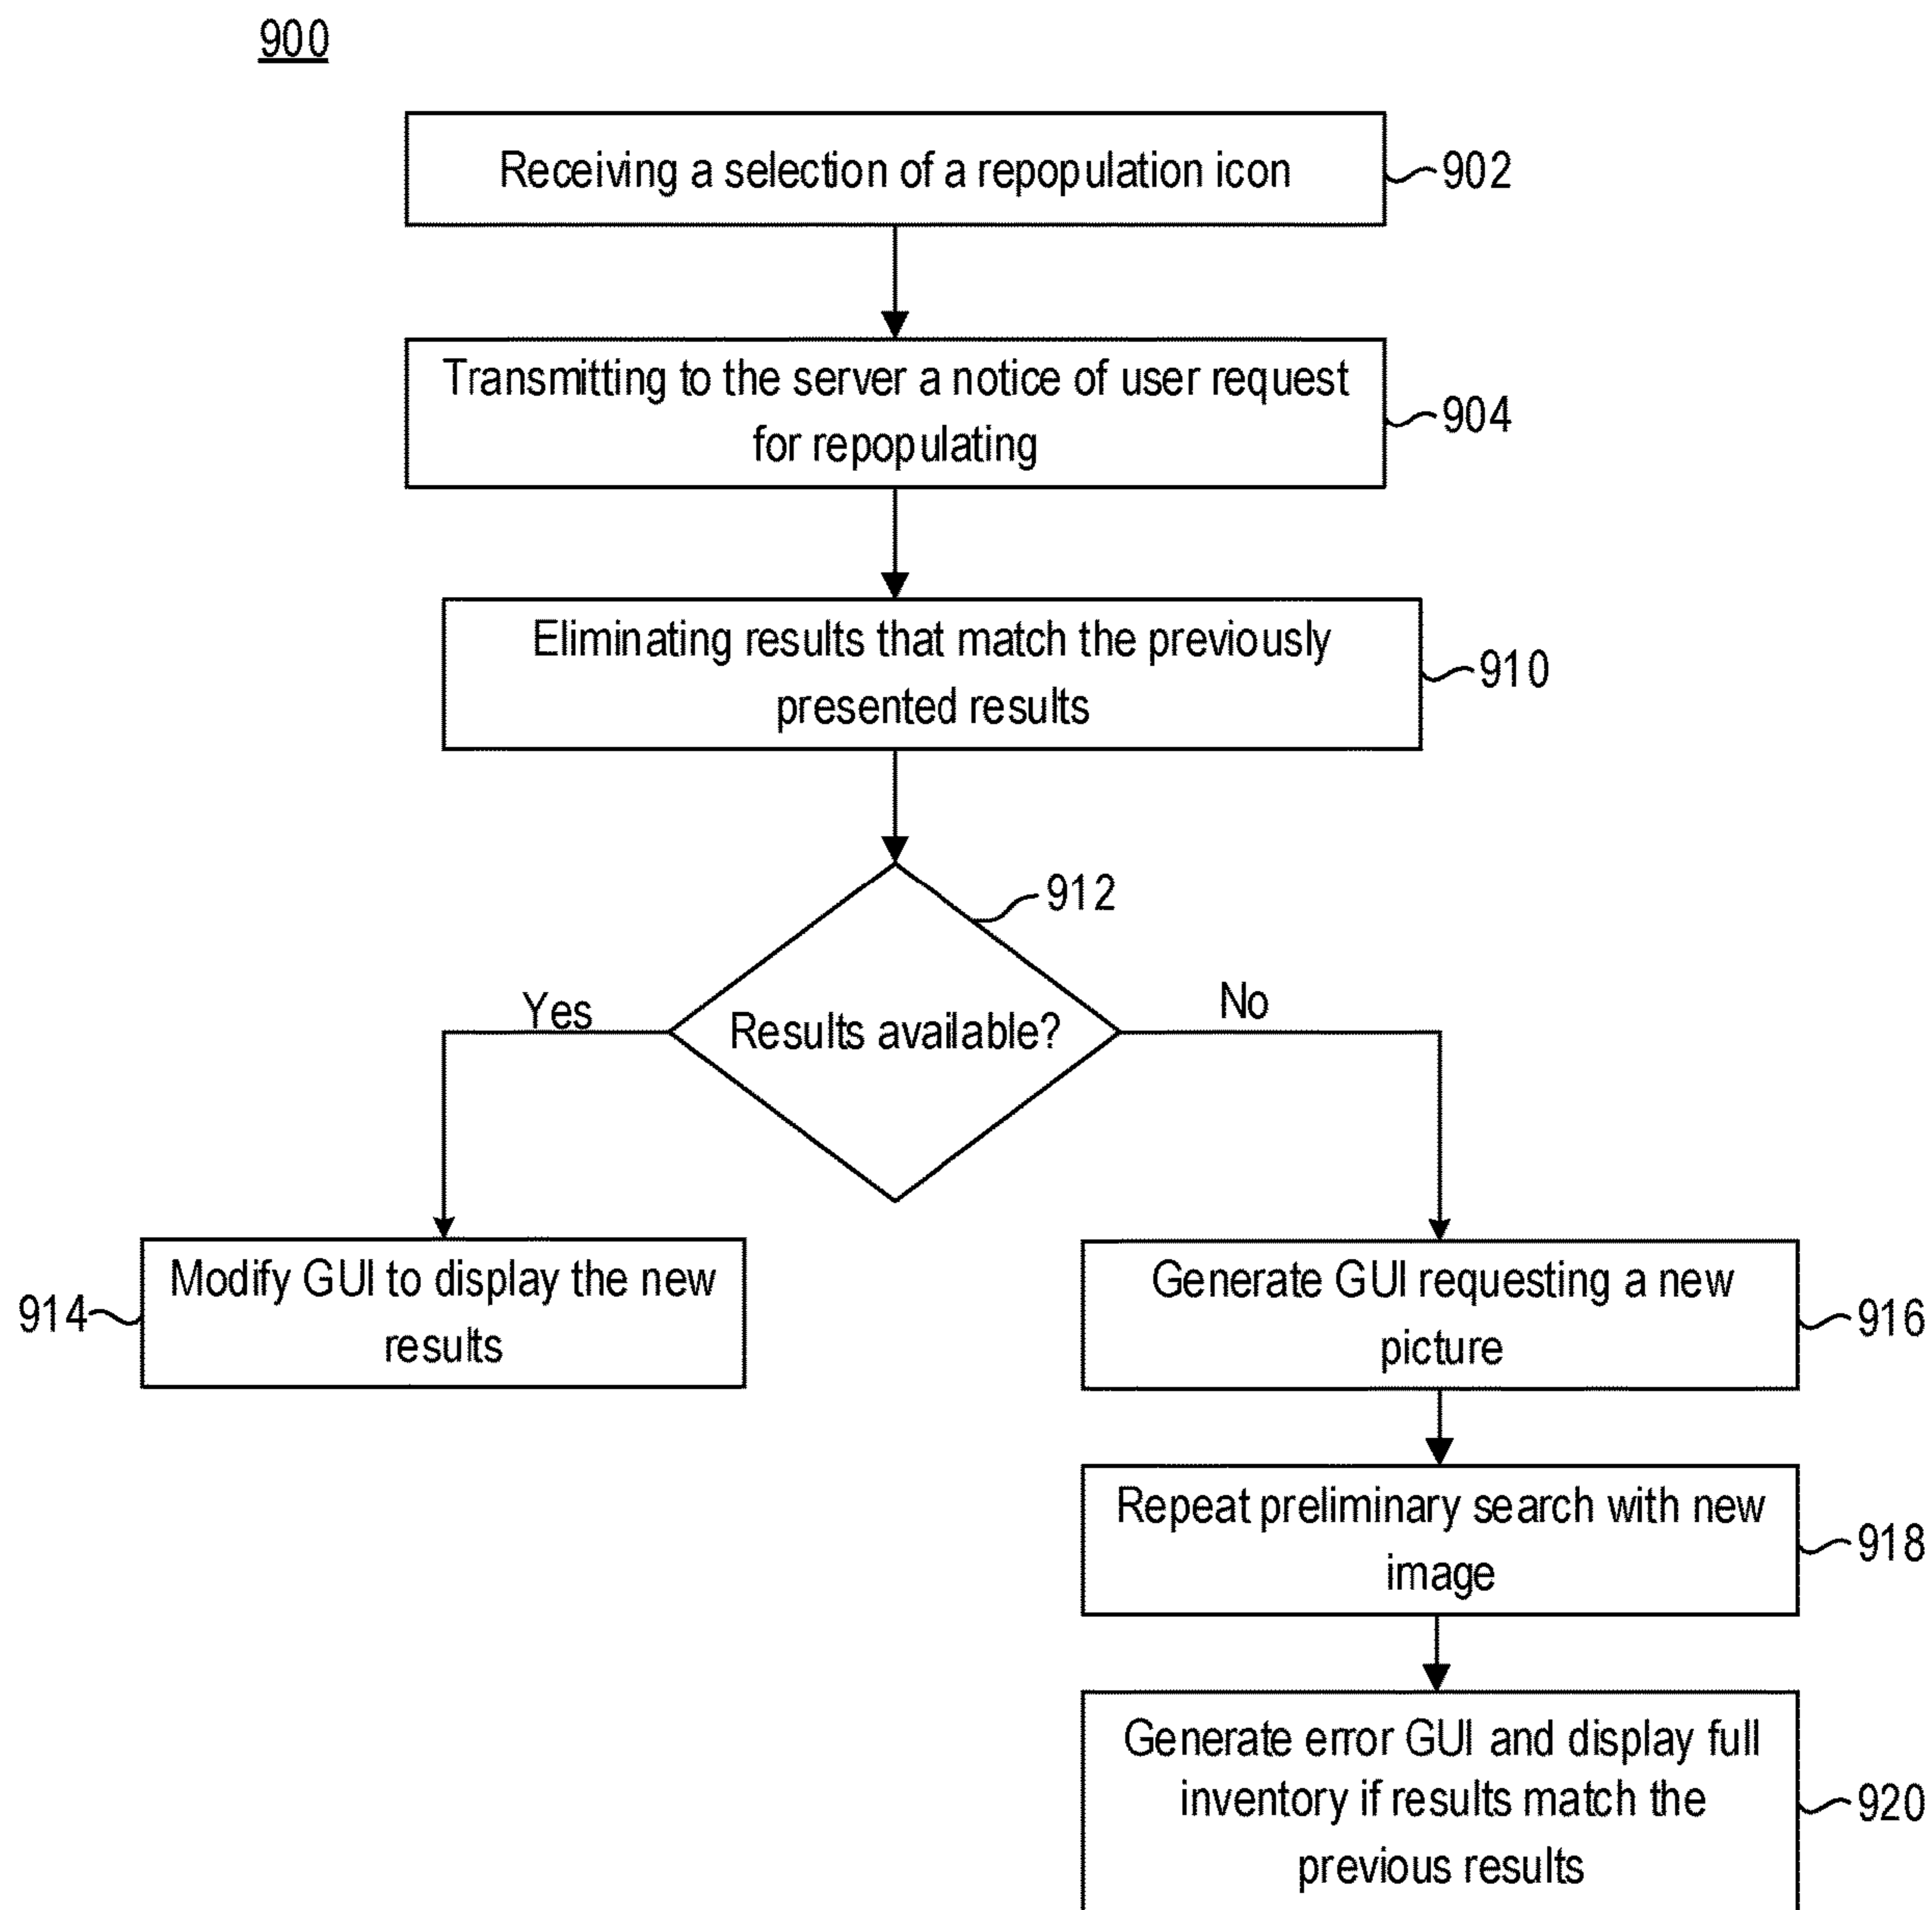 900
Receiving a selection of a repopulation icon
902
Transmitting to the server a notice of user request
for repopulating
904
Eliminating results that match the previously
presented results
910
912
Results available?
Yes
No
Modify GUI to display the new
results
914
Generate GUI requesting a new
picture
916
Repeat preliminary search with new
image
918
Generate error GUI and display full
inventory if results match the
previous results
920